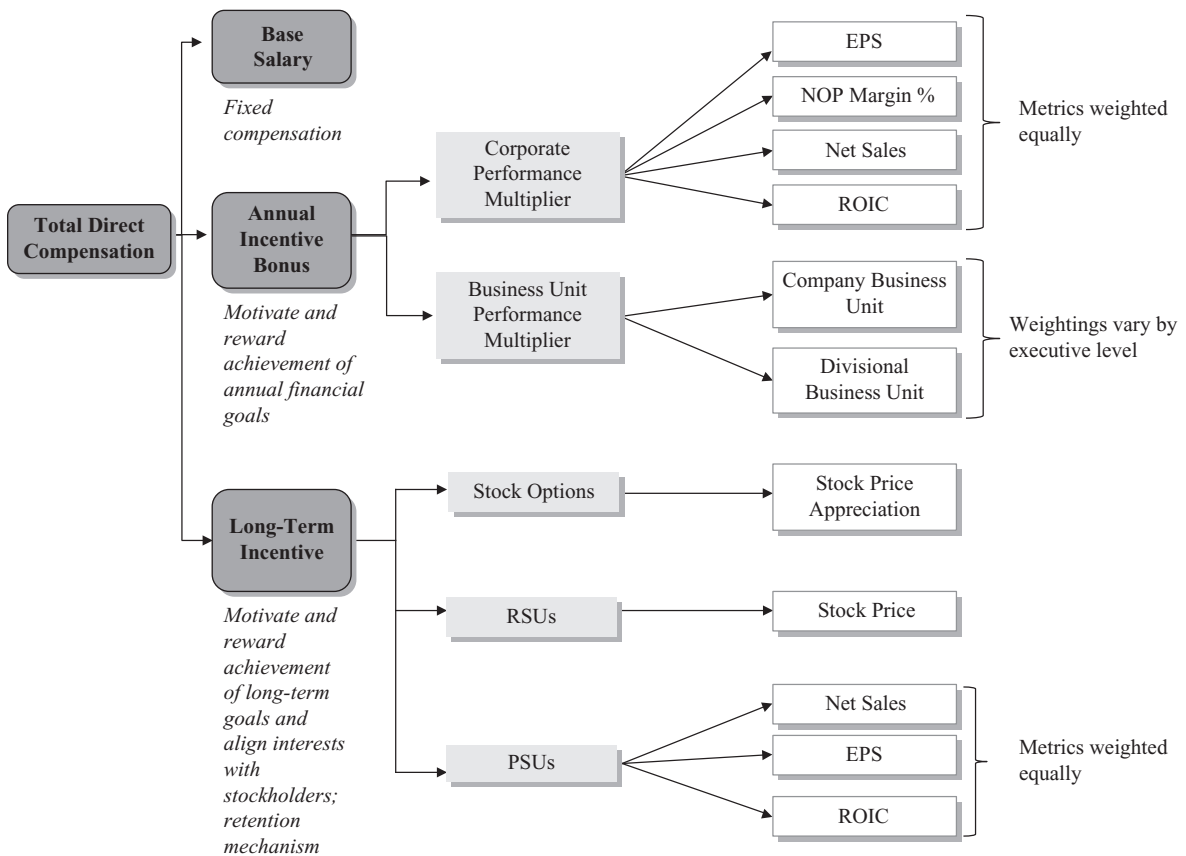 Base
Salary
Fixed
compensation
Total Direct
Compensation
Annual
Incentive
Bonus
Motivate and
reward
achievement of
annual financial
goals
Corporate
Performance
Multiplier
EPS
NOP Margin %
Net Sales
ROIC
Metrics weighted
equally
Business Unit
Performance
Multiplier
Company Business
Unit
Divisional
Business Unit
Weightings vary by
executive level
Long-Term
Incentive
Motivate and
reward
achievement
of long-term
goals and
align interests
with
stockholders;
retention
mechanism
Stock Options
Stock Price
Appreciation
RSUs
Stock Price
PSUs
Net Sales
EPS
ROIC
Metrics weighted
equally